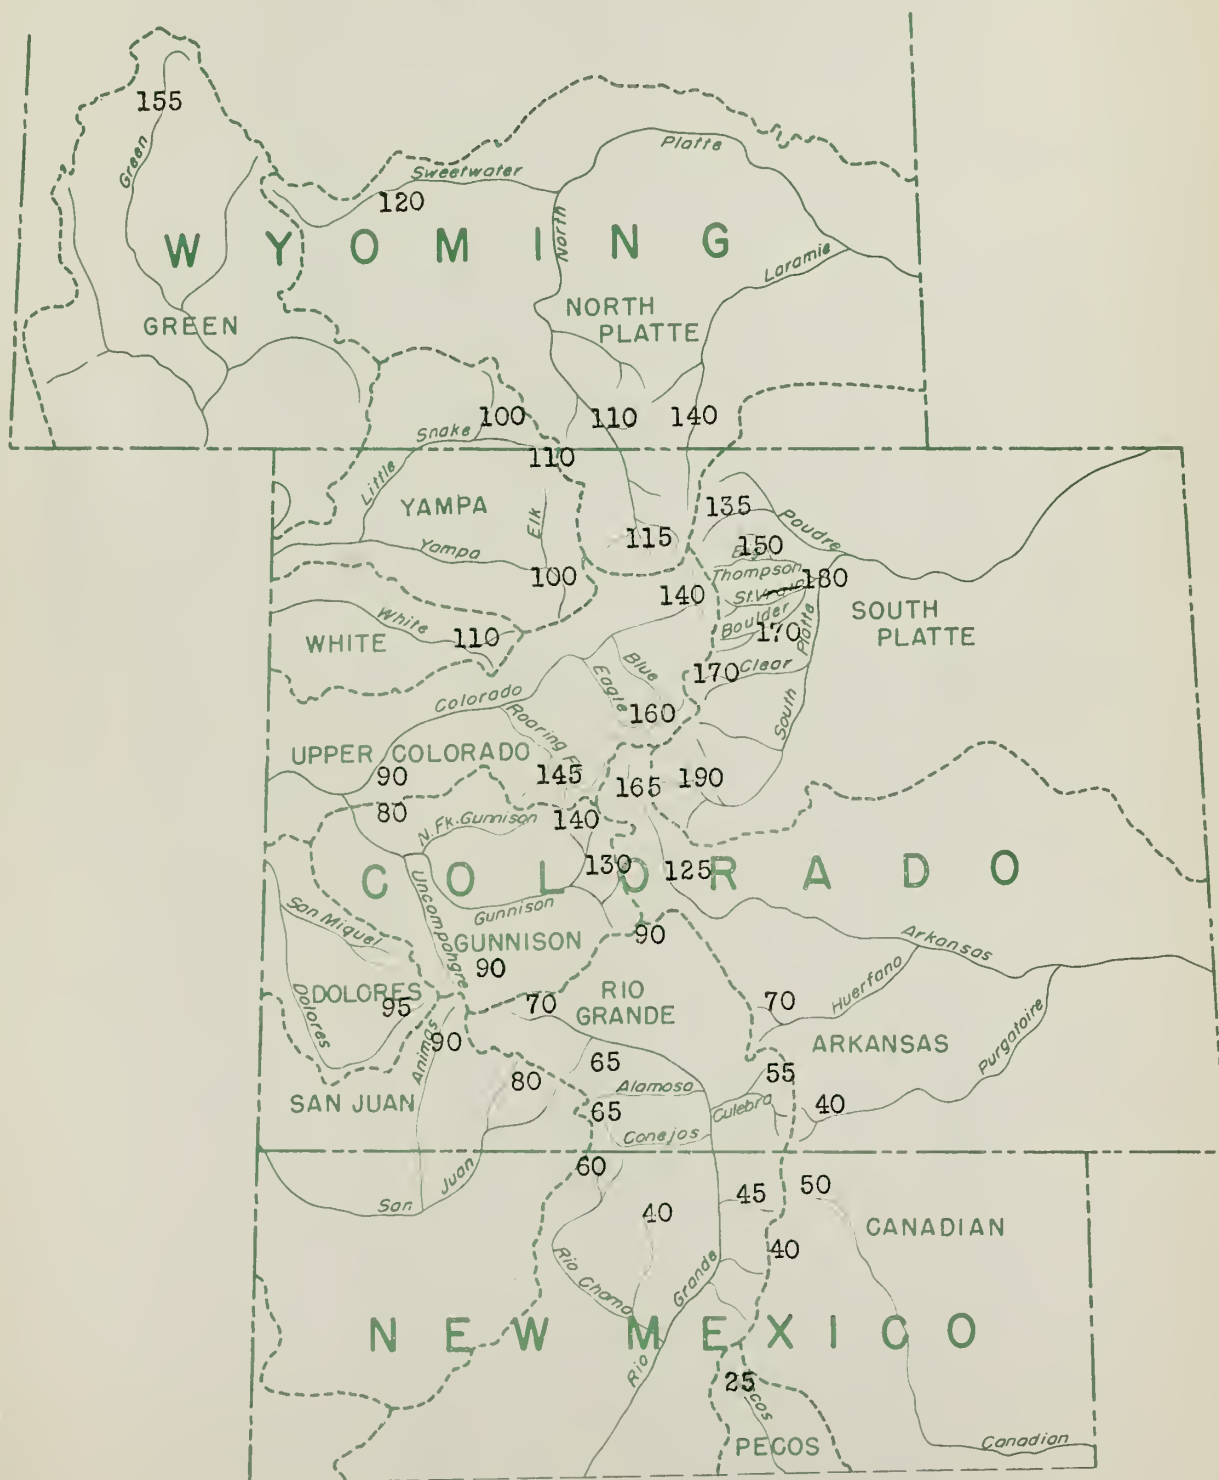 155
Green
Sweetwater
120
Platte
North
WYOMING
Laramie
GREEN
NORTH
PLATTE
100
110
140
Snake
Little
110
YAMPA
Elk
Yampa
100
115
135
Poudre
150
Big
Thompson
180
St. Vrain
140
Boulder
170
Platte
SOUTH
PLATTE
White
110
WHITE
Blue
Eagle
170
Clear
160
South
Colorado
Roaring Fk
UPPER COLORADO
90
145
165
190
80
N. Fk. Gunnison
140
130
125
COLORADO
Uncompahgre
Gunnison
San Miguel
GUNNISON
90
90
Arkansas
DOLORES
95
Dolores
70
RIO
GRANDE
70
Huerfano
Purgatoire
Animas
90
65
ARKANSAS
80
Alamosa
55
SAN JUAN
65
Culebra
40
Conejos
60
San
Juan
40
45
50
CANADIAN
40
Rio Chama
Grande
Rio
NEW MEXICO
25
Pecos
PECOS
Canadian